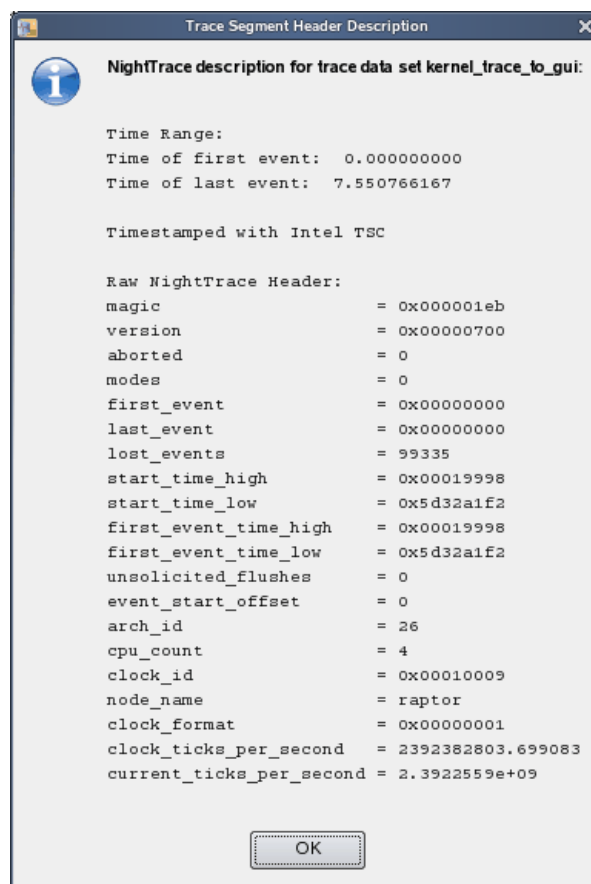 Trace Segment Header Description
NightTrace description for trace data set kernel_trace_to_gui:
Time Range:
Time of first event:  0.000000000
Time of last event:  7.550766167
Timestamped with Intel TSC
Raw NightTrace Header:
magic = 0x000001eb
version = 0x00000700
aborted = 0
modes = 0
first_event = 0x00000000
last_event = 0x00000000
lost_events = 99335
start_time_high = 0x00019998
start_time_low = 0x5d32a1f2
first_event_time_high = 0x00019998
first_event_time_low = 0x5d32a1f2
unsolicited_flushes = 0
event_start_offset = 0
arch_id = 26
cpu_count = 4
clock_id = 0x00010009
node_name = raptor
clock_format = 0x00000001
clock_ticks_per_second = 2392382803.699083
current_ticks_per_second = 2.3922559e+09
OK